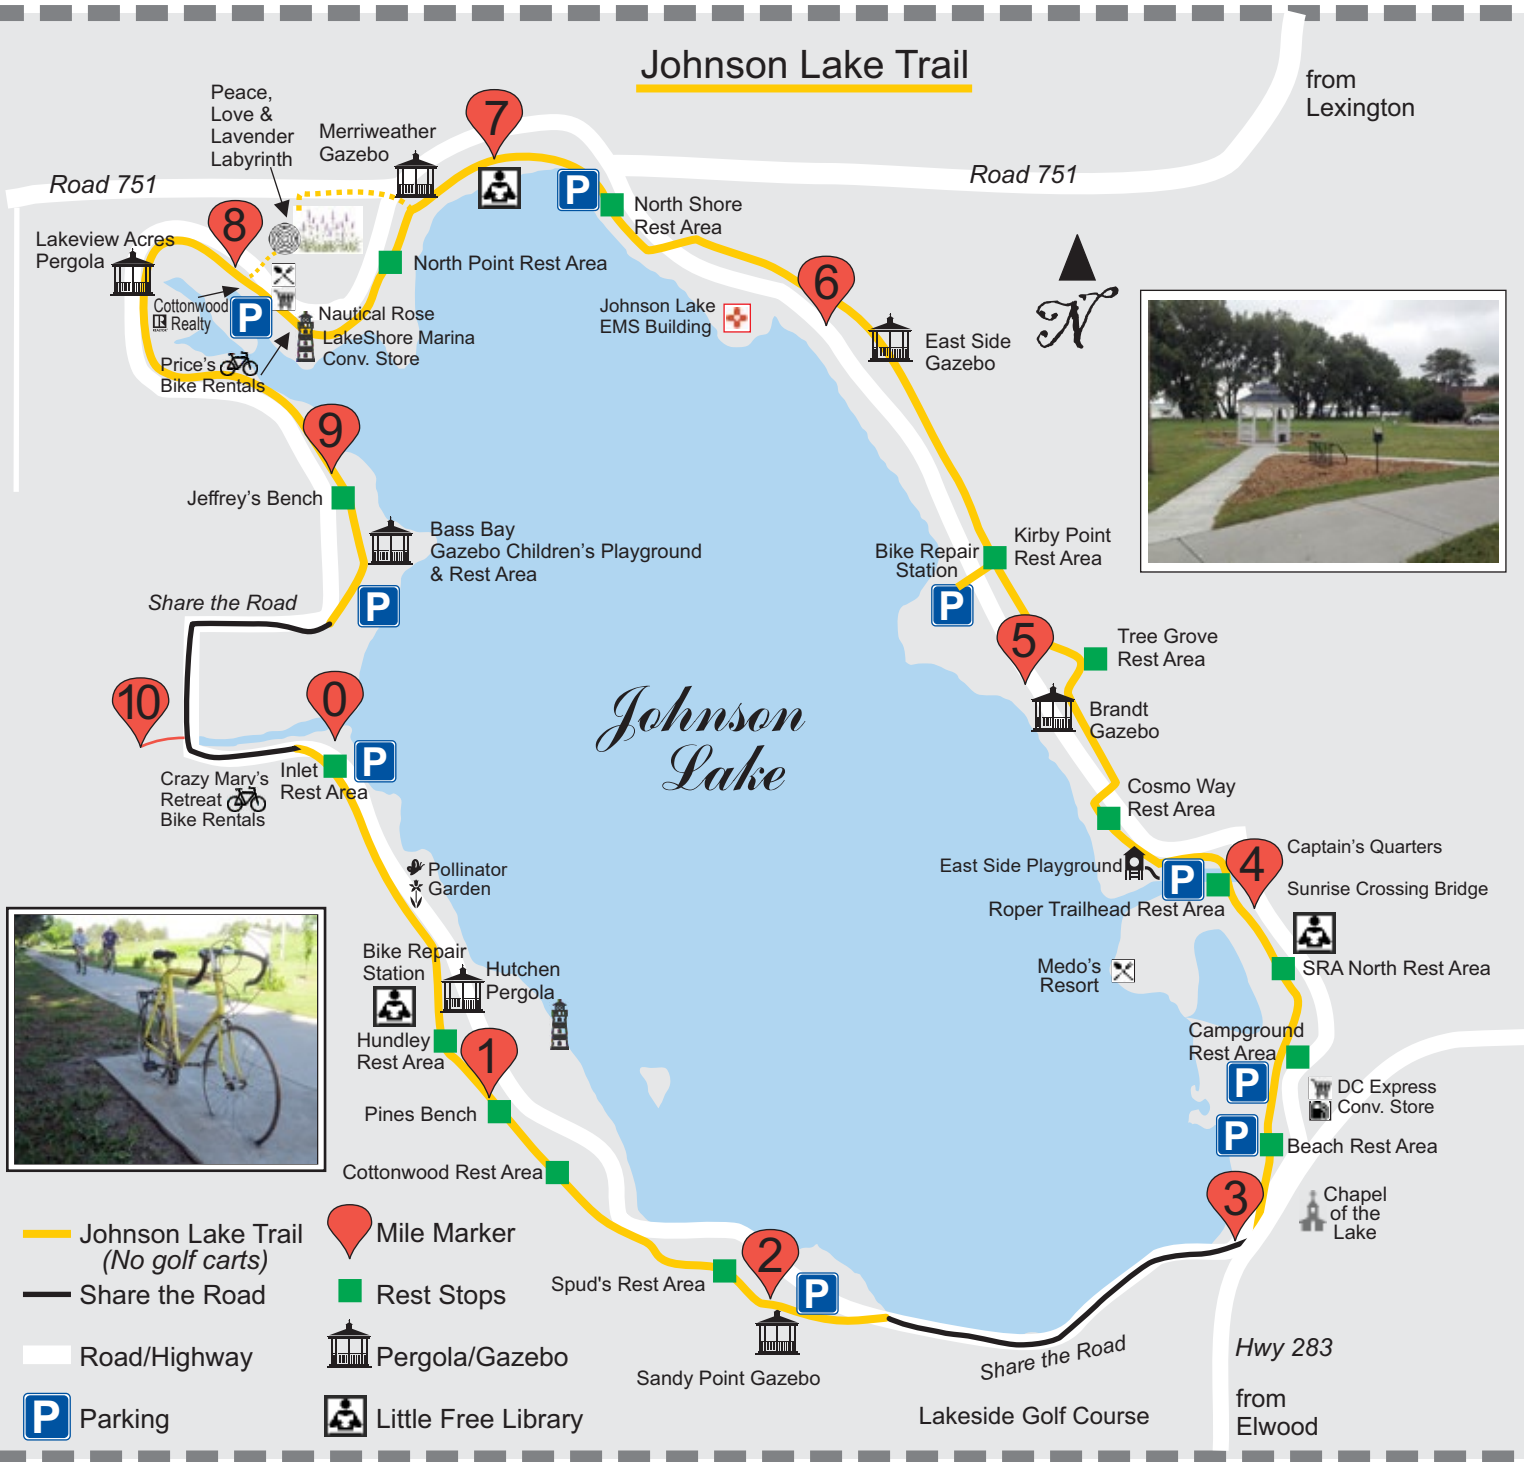 Johnson Lake Trail
from
Lexington
Peace,
Love &
Lavender
Labyrinth
Merriweather
Gazebo
7
Road 751
Road 751
P
North Shore
Rest Area
8
Lakeview Acres
Pergola
North Point Rest Area
6
N
Cottonwood
Realty
P
Nautical Rose
LakeShore Marina
Conv. Store
Johnson Lake
EMS Building
East Side
Gazebo
Price's
Bike Rentals
9
Jeffrey's Bench
Bass Bay
Gazebo Children's Playground
& Rest Area
P
Bike Repair
Station
P
Kirby Point
Rest Area
Share the Road
5
Tree Grove
Rest Area
10
0
Johnson
Lake
Brandt
Gazebo
P
Inlet
Rest Area
Crazy Marv's
Retreat
Bike Rentals
Cosmo Way
Rest Area
Captain's Quarters
4
East Side Playground
P
Sunrise Crossing Bridge
Roper Trailhead Rest Area
Pollinator
Garden
Bike Repair
Station
Hutchen
Pergola
Medo's
Resort
SRA North Rest Area
Hundley
Rest Area
1
Campground
Rest Area
P
DC Express
Conv. Store
Pines Bench
P
Beach Rest Area
Cottonwood Rest Area
3
Chapel
of the
Lake
Johnson Lake Trail
(No golf carts)
Mile Marker
2
Spud's Rest Area
P
Share the Road
Rest Stops
Sandy Point Gazebo
Share the Road
Hwy 283
Road/Highway
Pergola/Gazebo
from
Elwood
Lakeside Golf Course
P
Parking
Little Free Library